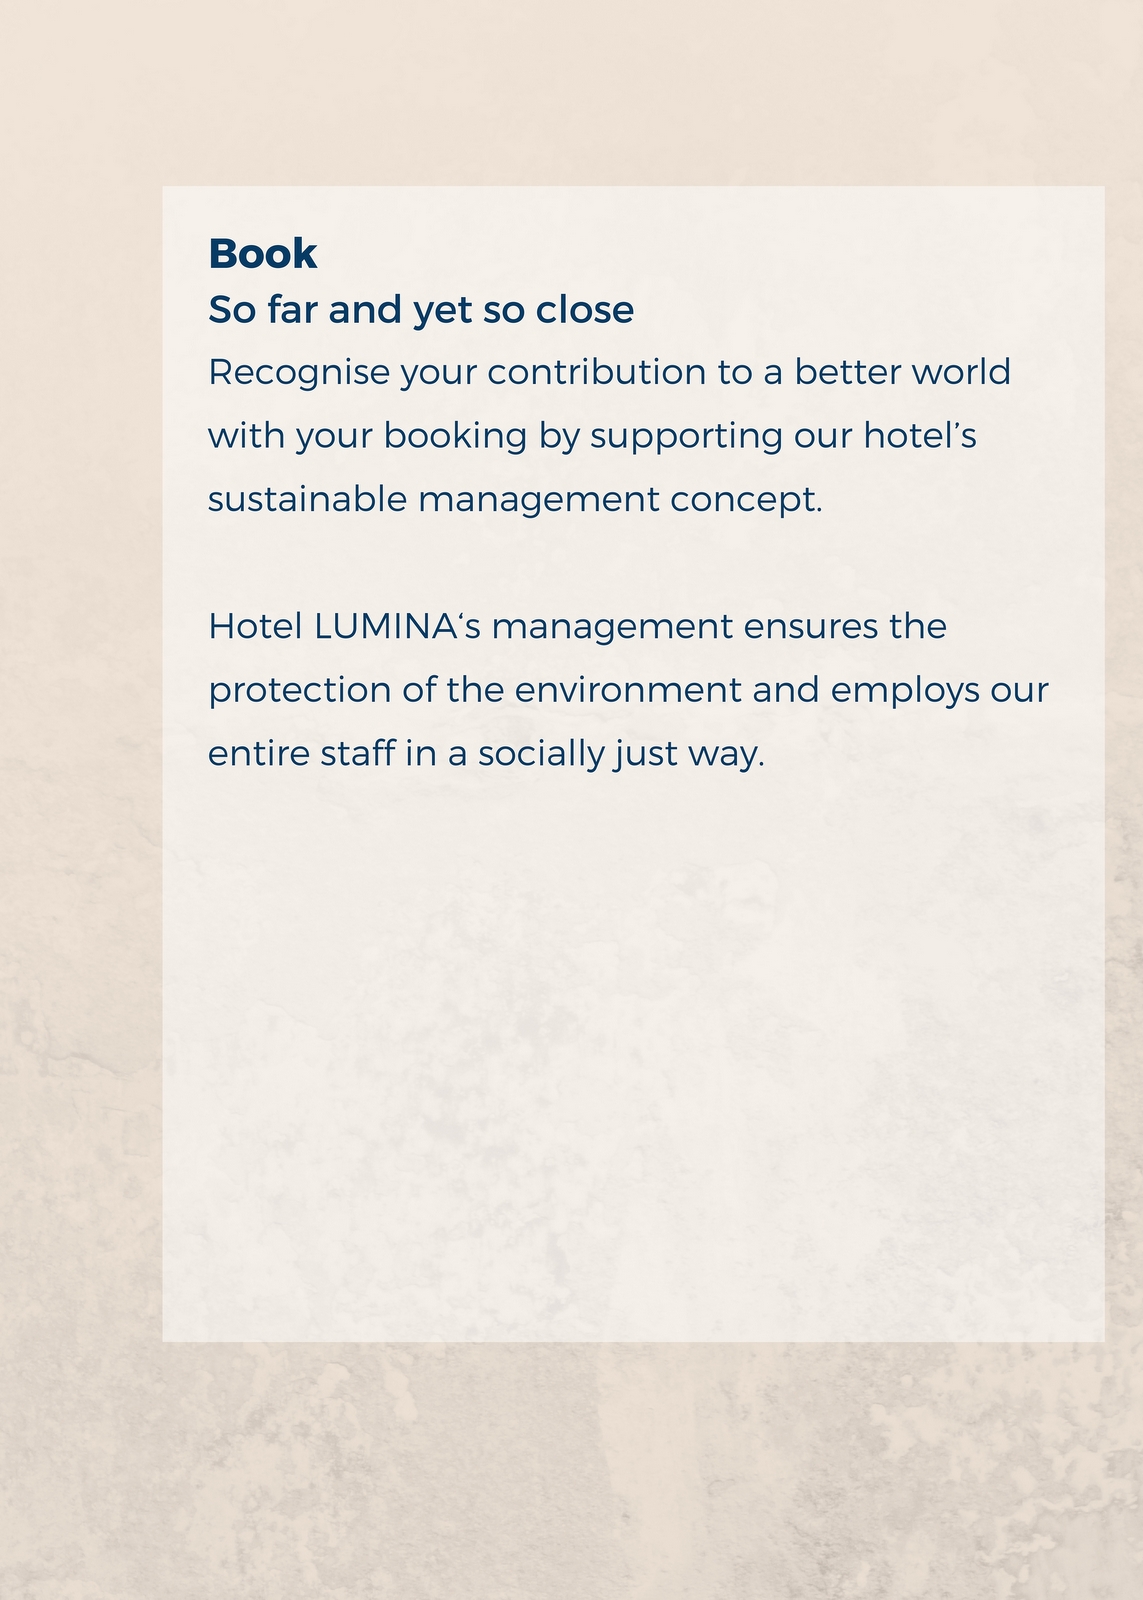 Book
So far and yet so close
Recognise your contribution to a better world
with your booking by supporting our hotel’s
sustainable management concept.
Hotel LUMINA‘s management ensures the
protection of the environment and employs our
entire staff in a socially just way.